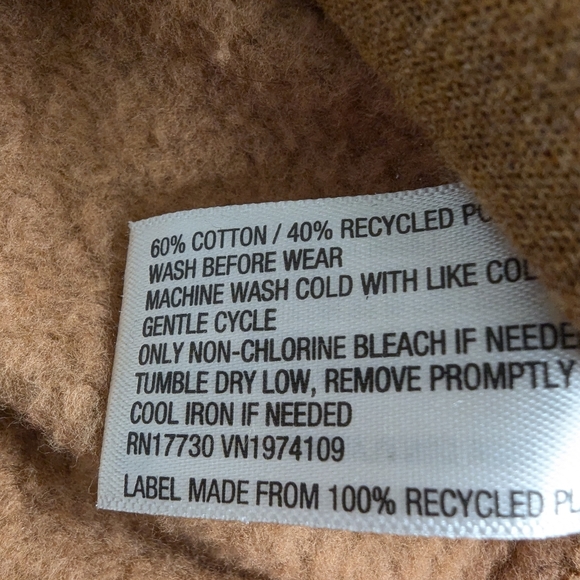 60% COTTON / 40% RECYCLED
WASH BEFORE WEAR
MACHINE WASH COLD WITH LIKE
GENTLE CYCLE
ONLY NON-CHLORINE BLEACH IF NEEDE
TUMBLE DRY LOW, REMOVE PROMPTLY
COOL IRON IF NEEDED
RN17730 VN1974109
LABEL MADE FROM 100% RECYCLED